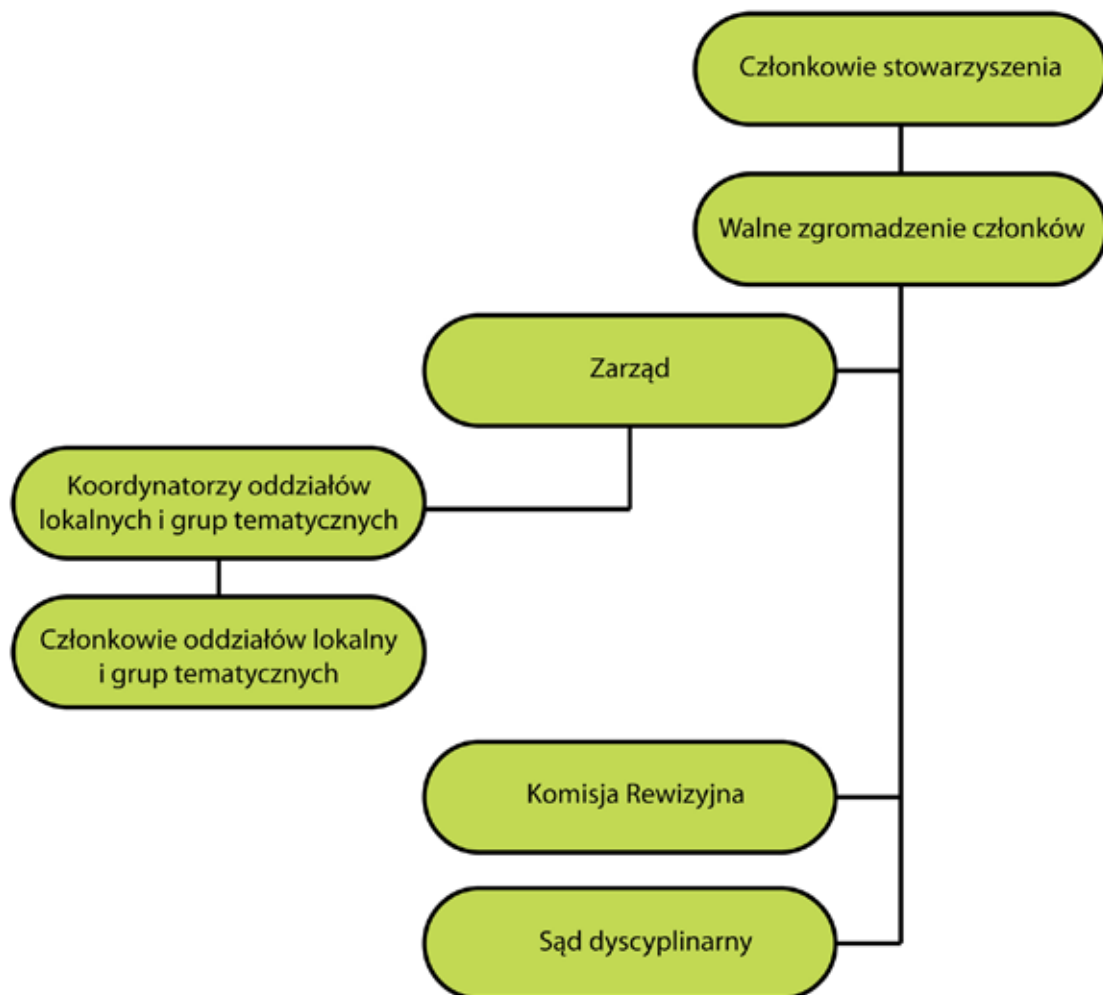 Członkowie stowarzyszenia
Walne zgromadzenie członków
Zarząd
Koordynatorzy oddziałów
lokalnych i grup tematycznych
Członkowie oddziałów lokalny
i grup tematycznych
Komisja Rewizyjna
Sąd dyscyplinarny